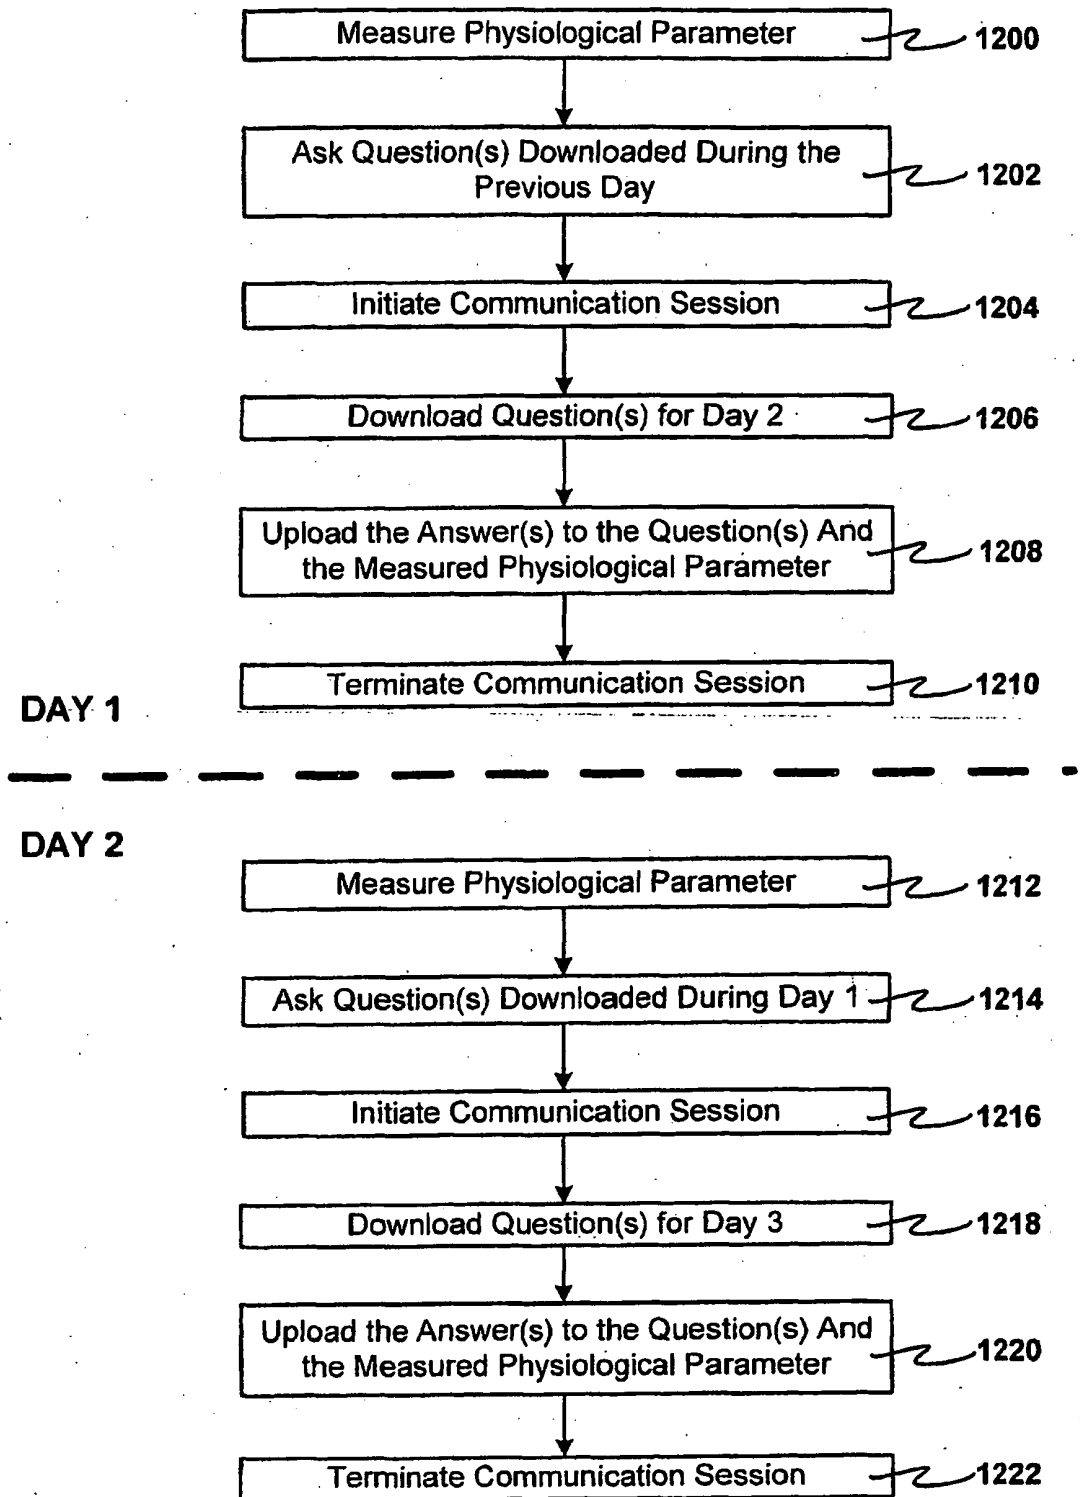 Measure Physiological Parameter
1200
Ask Question(s) Downloaded During the
Previous Day
1202
Initiate Communication Session
1204
Download Question(s) for Day 2
1206
Upload the Answer(s) to the Question(s) And
the Measured Physiological Parameter
1208
Terminate Communication Session
1210
DAY 1
DAY 2
Measure Physiological Parameter
1212
Ask Question(s) Downloaded During Day 1
1214
Initiate Communication Session
1216
Download Question(s) for Day 3
1218
Upload the Answer(s) to the Question(s) And
the Measured Physiological Parameter
1220
Terminate Communication Session
1222